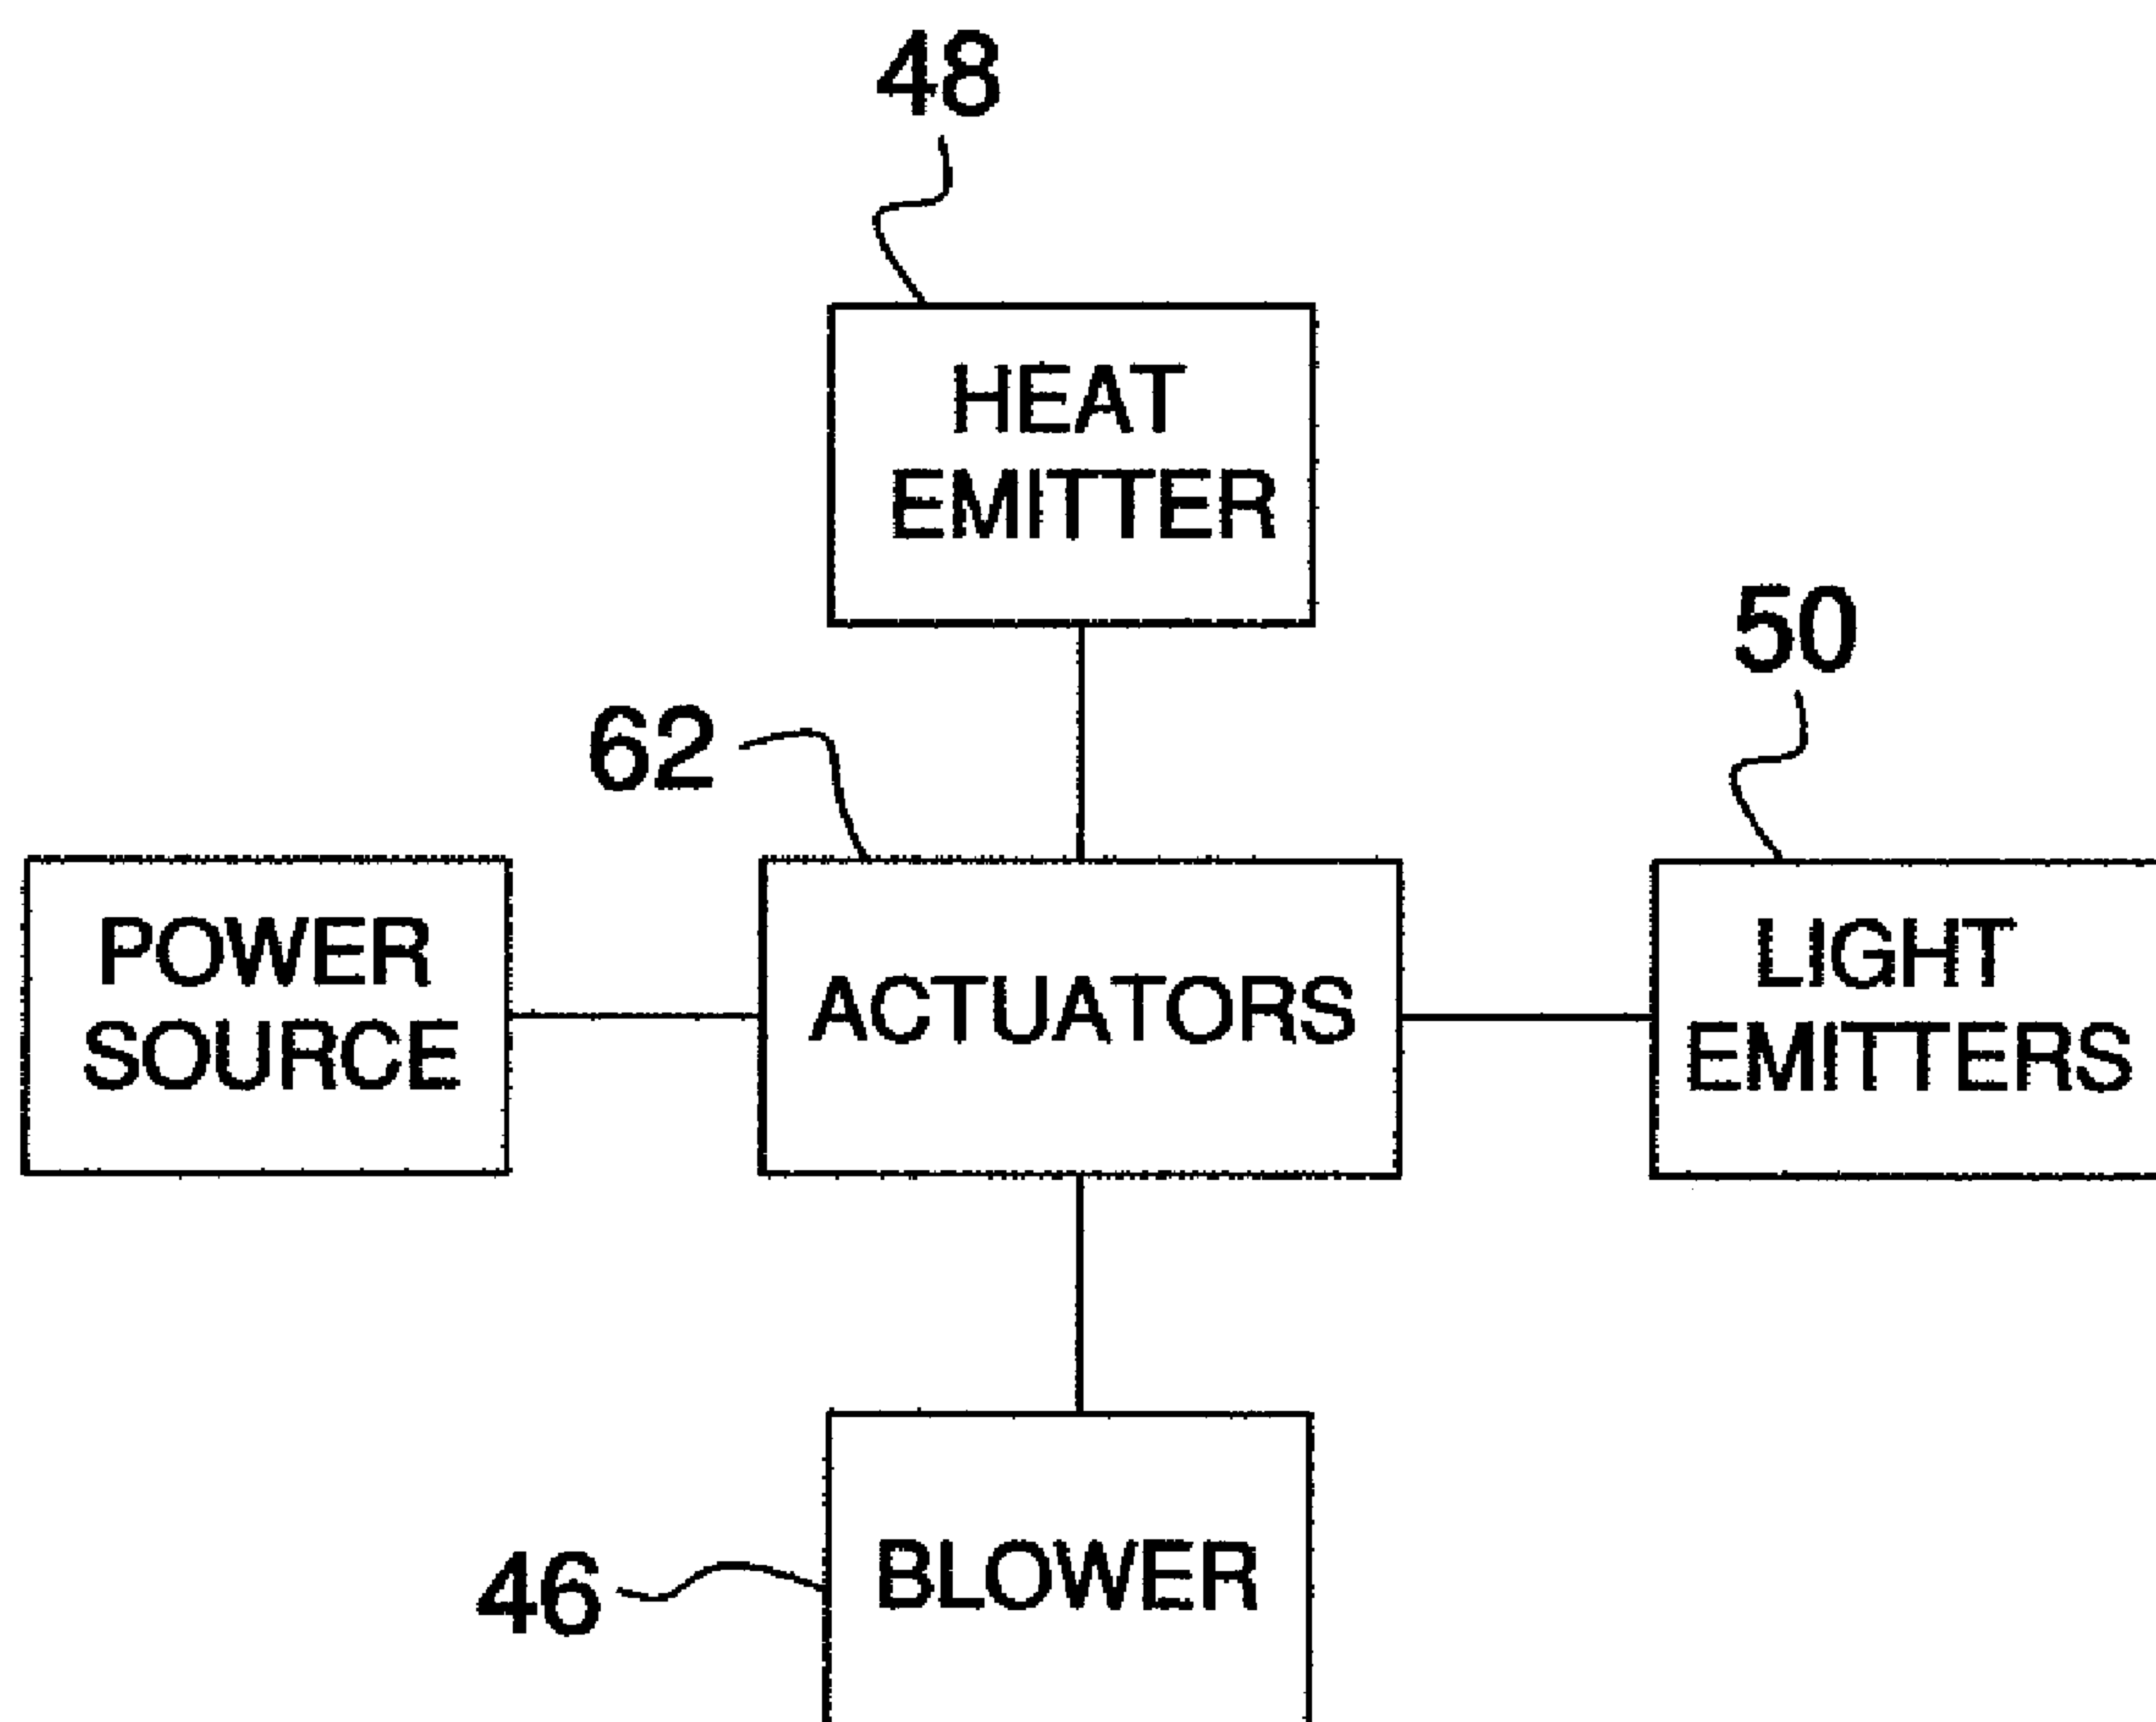 48
HEAT
EMITTER
50
62
POWER
SOURCE
ACTUATORS
LIGHT
EMITTERS
46
BLOWER